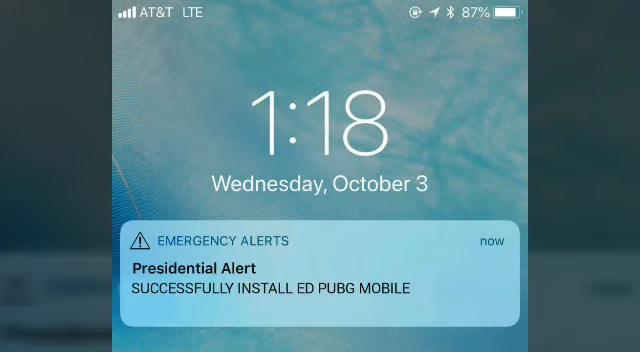 AT&T LTE 87%
1:18
Wednesday, October 3
EMERGENCY ALERTS now
Presidential Alert
SUCCESSFULLY INSTALL ED PUBG MOBILE